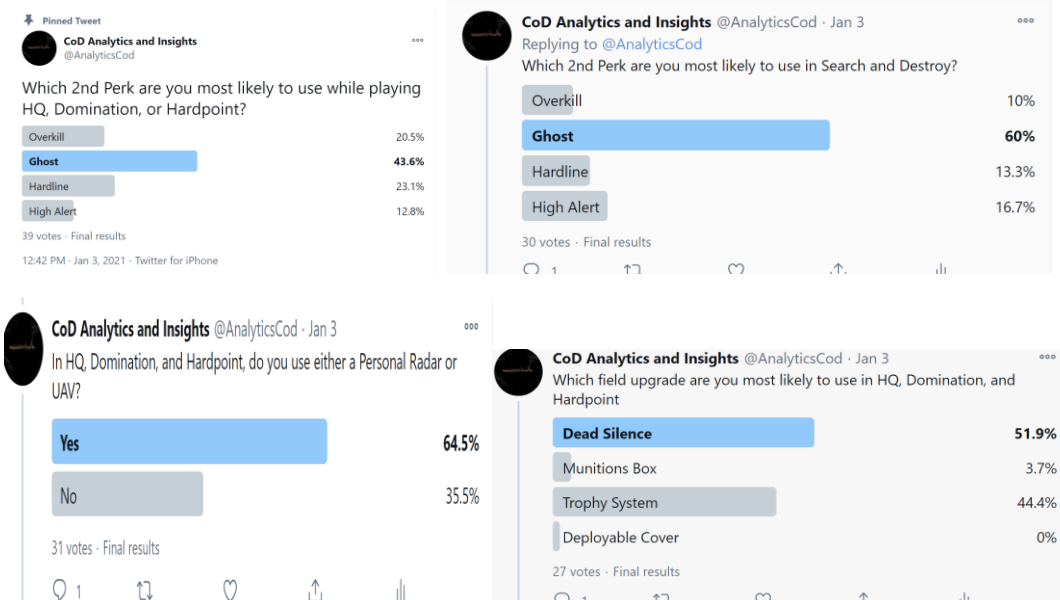 Pinned Tweet
CoD Analytics and Insights
@AnalyticsCod
Which 2nd Perk are you most likely to use while playing
HQ, Domination, or Hardpoint?
Overkill 20.5%
Ghost 43.6%
Hardline 23.1%
High Alert 12.8%
39 votes · Final results
12:42 PM · Jan 3, 2021 · Twitter for iPhone
CoD Analytics and Insights @AnalyticsCod · Jan 3
Replying to @AnalyticsCod
Which 2nd Perk are you most likely to use in Search and Destroy?
Overkill 10%
Ghost 60%
Hardline 13.3%
High Alert 16.7%
30 votes · Final results
1
CoD Analytics and Insights @AnalyticsCod · Jan 3
In HQ, Domination, and Hardpoint, do you use either a Personal Radar or
UAV?
Yes 64.5%
No 35.5%
31 votes · Final results
1
CoD Analytics and Insights @AnalyticsCod · Jan 3
Which field upgrade are you most likely to use in HQ, Domination, and
Hardpoint
Dead Silence 51.9%
Munitions Box 3.7%
Trophy System 44.4%
Deployable Cover 0%
27 votes · Final results
1